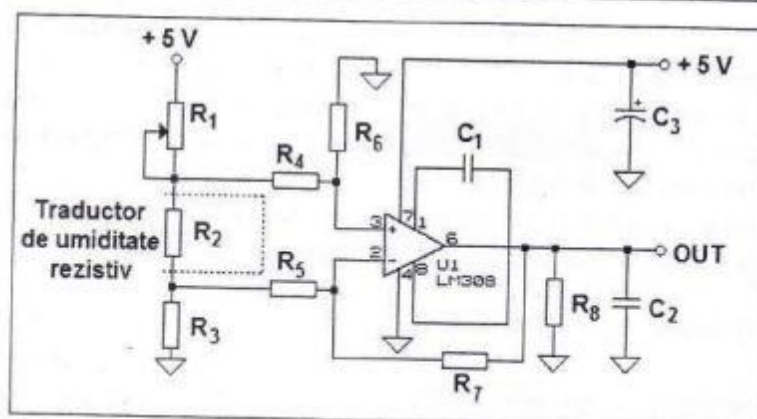 + 5 V
+ 5 V
R1
R6
C1
C3
R4
Traductor
de umiditate
rezistiv
R2
3
+
7
1
6
2
-
4
8
U1
LM308
OUT
R5
R8
C2
R3
R7
+